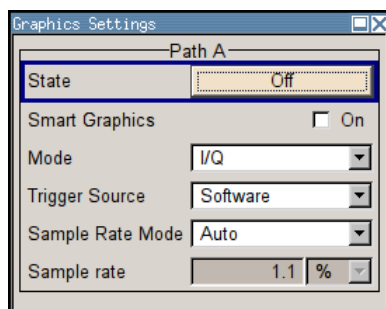 Graphics Settings
Path A
State Off
Smart Graphics On
Mode I/Q
Trigger Source Software
Sample Rate Mode Auto
Sample rate 1.1 %